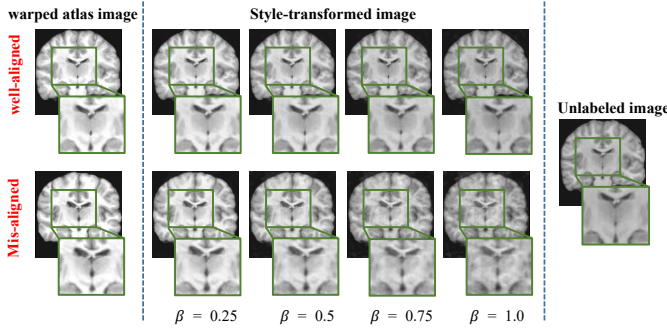 warped atlas image
Style-transformed image
well-aligned
Unlabeled image
Mis-aligned
β = 0.25
β = 0.5
β = 0.75
β = 1.0